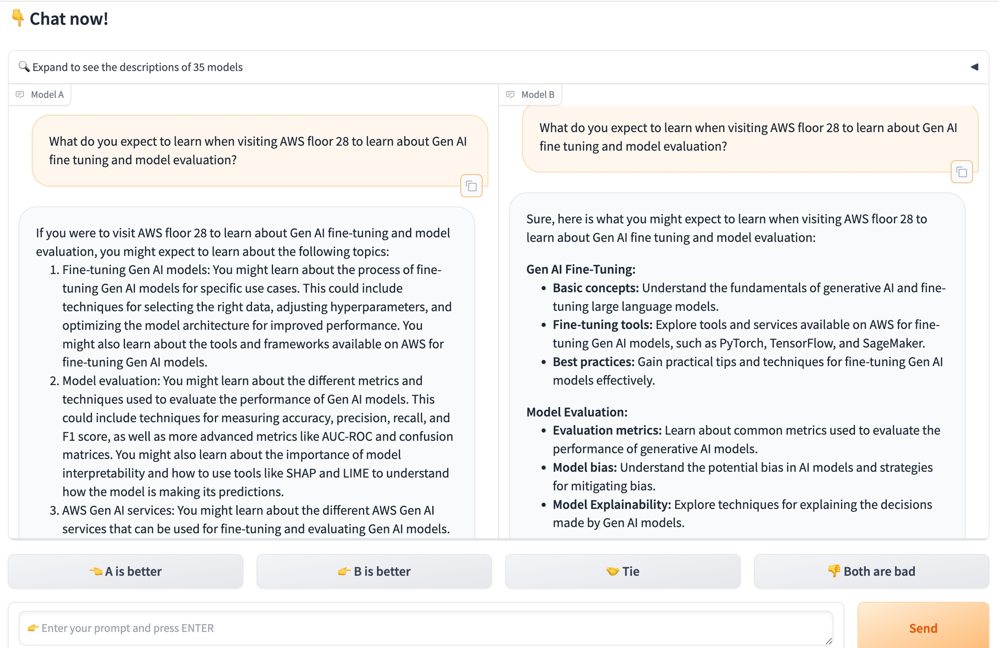 👇 Chat now!
🔍 Expand to see the descriptions of 35 models
Model A
What do you expect to learn when visiting AWS floor 28 to learn about Gen AI
fine tuning and model evaluation?
If you were to visit AWS floor 28 to learn about Gen AI fine-tuning and model
evaluation, you might expect to learn about the following topics:
1. Fine-tuning Gen AI models: You might learn about the process of fine-
tuning Gen AI models for specific use cases. This could include
techniques for selecting the right data, adjusting hyperparameters, and
optimizing the model architecture for improved performance. You
might also learn about the tools and frameworks available on AWS for
fine-tuning Gen AI models.
2. Model evaluation: You might learn about the different metrics and
techniques used to evaluate the performance of Gen AI models. This
could include techniques for measuring accuracy, precision, recall, and
F1 score, as well as more advanced metrics like AUC-ROC and confusion
matrices. You might also learn about the importance of model
interpretability and how to use tools like SHAP and LIME to understand
how the model is making its predictions.
3. AWS Gen AI services: You might learn about the different AWS Gen AI
services that can be used for fine-tuning and evaluating Gen AI models.
Model B
What do you expect to learn when visiting AWS floor 28 to learn about Gen AI
fine tuning and model evaluation?
Sure, here is what you might expect to learn when visiting AWS floor 28 to
learn about Gen AI fine tuning and model evaluation:
Gen AI Fine-Tuning:
• Basic concepts: Understand the fundamentals of generative AI and fine-
tuning large language models.
• Fine-tuning tools: Explore tools and services available on AWS for fine-
tuning Gen AI models, such as PyTorch, TensorFlow, and SageMaker.
• Best practices: Gain practical tips and techniques for fine-tuning Gen AI
models effectively.
Model Evaluation:
• Evaluation metrics: Learn about common metrics used to evaluate the
performance of generative AI models.
• Model bias: Understand the potential bias in AI models and strategies
for mitigating bias.
• Model Explainability: Explore techniques for explaining the decisions
made by Gen AI models.
👈 A is better
👉 B is better
🤝 Tie
👎 Both are bad
👉 Enter your prompt and press ENTER
Send